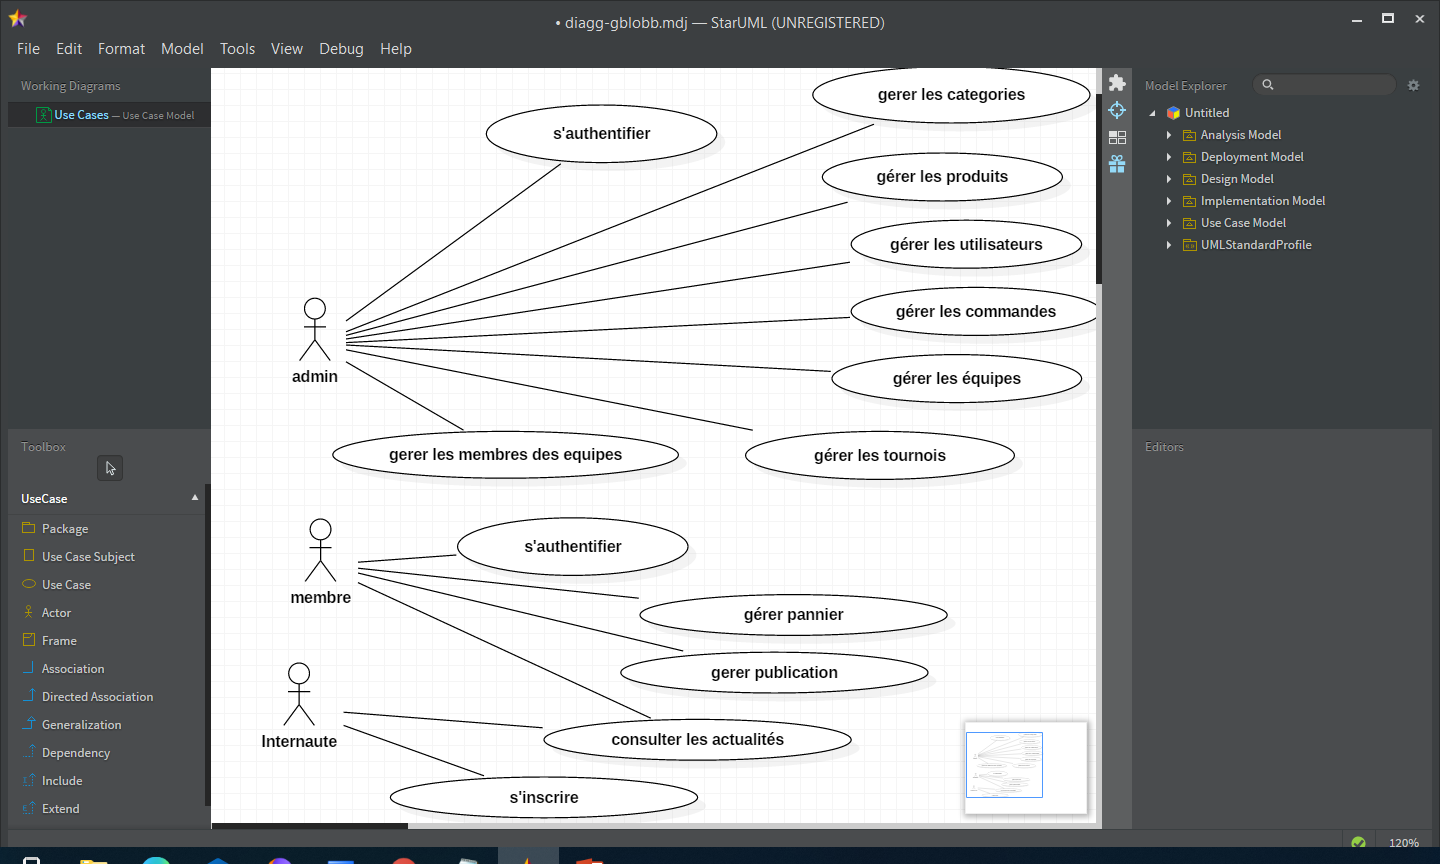 • diagg-gblobb.mdj — StarUML (UNREGISTERED)
File Edit Format Model Tools View Debug Help
Working Diagrams
Use Cases — Use Case Model
Toolbox
UseCase
Package
Use Case Subject
Use Case
Actor
Frame
Association
Directed Association
Generalization
Dependency
Include
Extend
gerer les categories
s'authentifier
gérer les produits
gérer les utilisateurs
gérer les commandes
admin
gérer les équipes
gerer les membres des equipes
gérer les tournois
s'authentifier
membre
gérer pannier
gerer publication
Internaute
consulter les actualités
s'inscrire
Model Explorer
Untitled
Analysis Model
Deployment Model
Design Model
Implementation Model
Use Case Model
UMLStandardProfile
Editors
120%